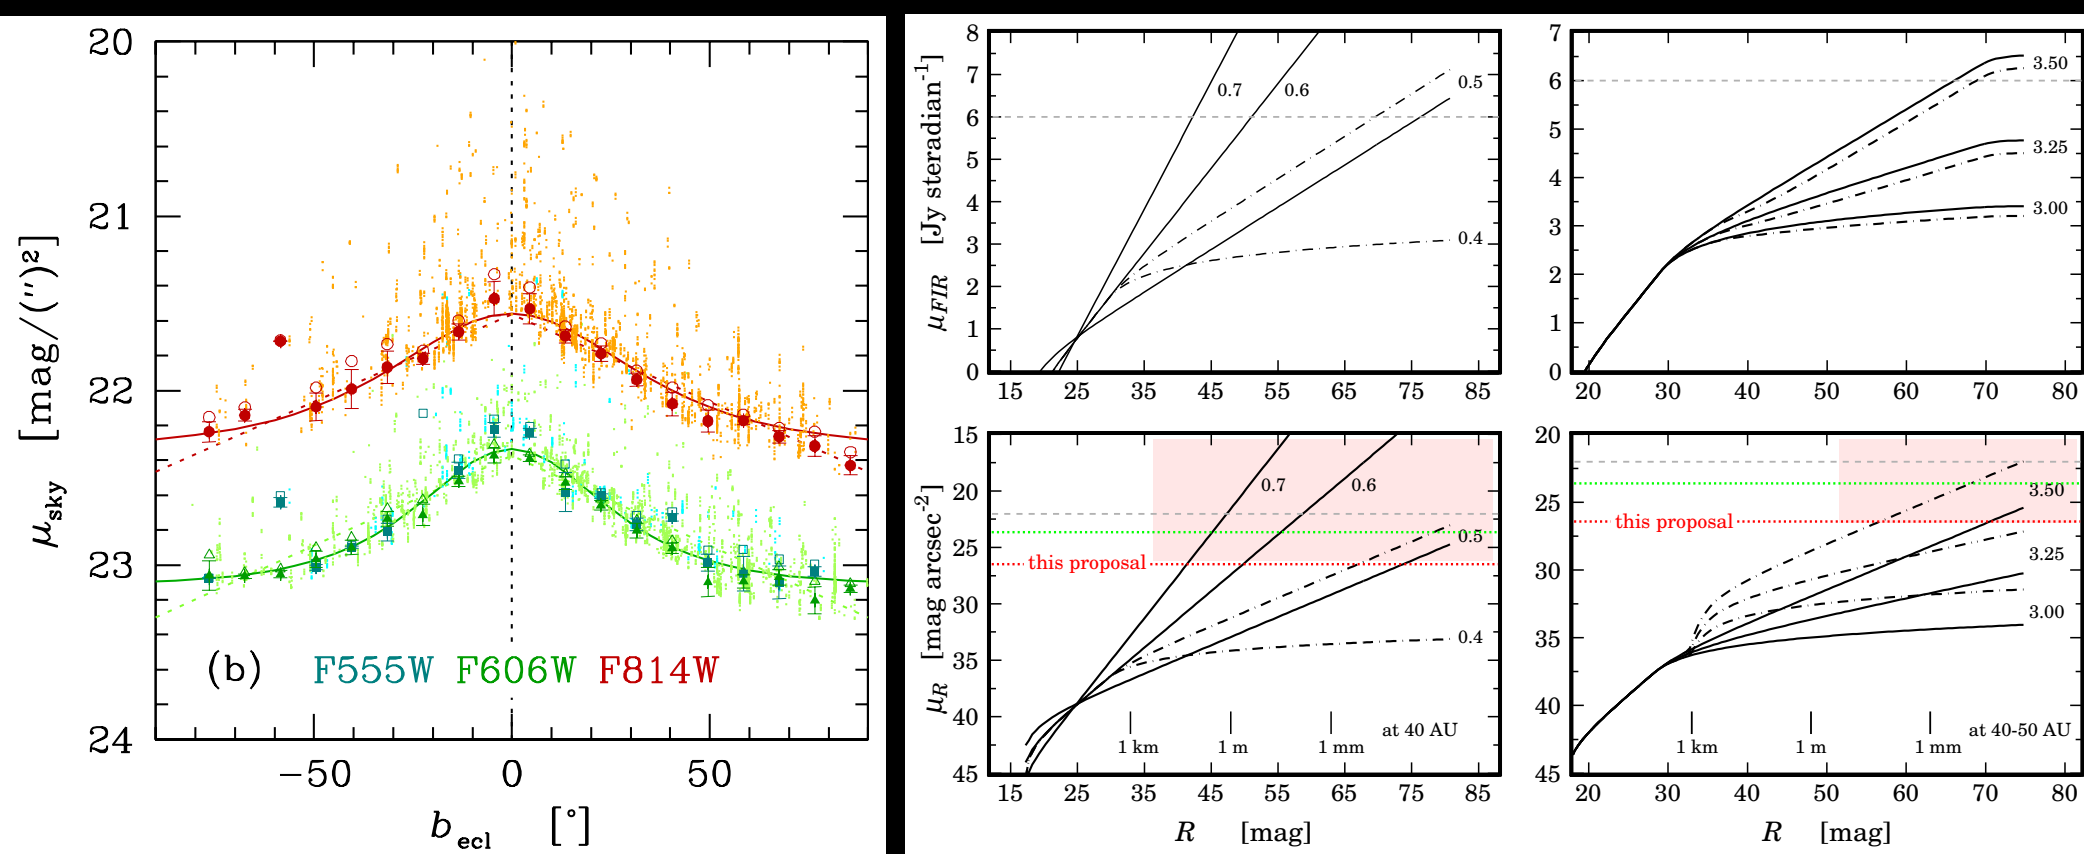 20
21
22
23
24
μsky [mag/(")²]
(b) F555W F606W F814W
−50 0 50
b ecl [°]
8
7
6
5
4
3
2
1
0
μFIR [Jy steradian⁻¹]
0.7 0.6 0.5 0.4
15 25 35 45 55 65 75 85
7
6
5
4
3
2
1
0
3.50
3.25
3.00
20 30 40 50 60 70 80
15
20
25
30
35
40
45
μR [mag arcsec⁻²]
0.7 0.6
0.5
this proposal
0.4
at 40 AU
1 km 1 m 1 mm
15 25 35 45 55 65 75 85
R [mag]
20
25
30
35
40
45
3.50
this proposal
3.25
3.00
at 40-50 AU
1 km 1 m 1 mm
20 30 40 50 60 70 80
R [mag]